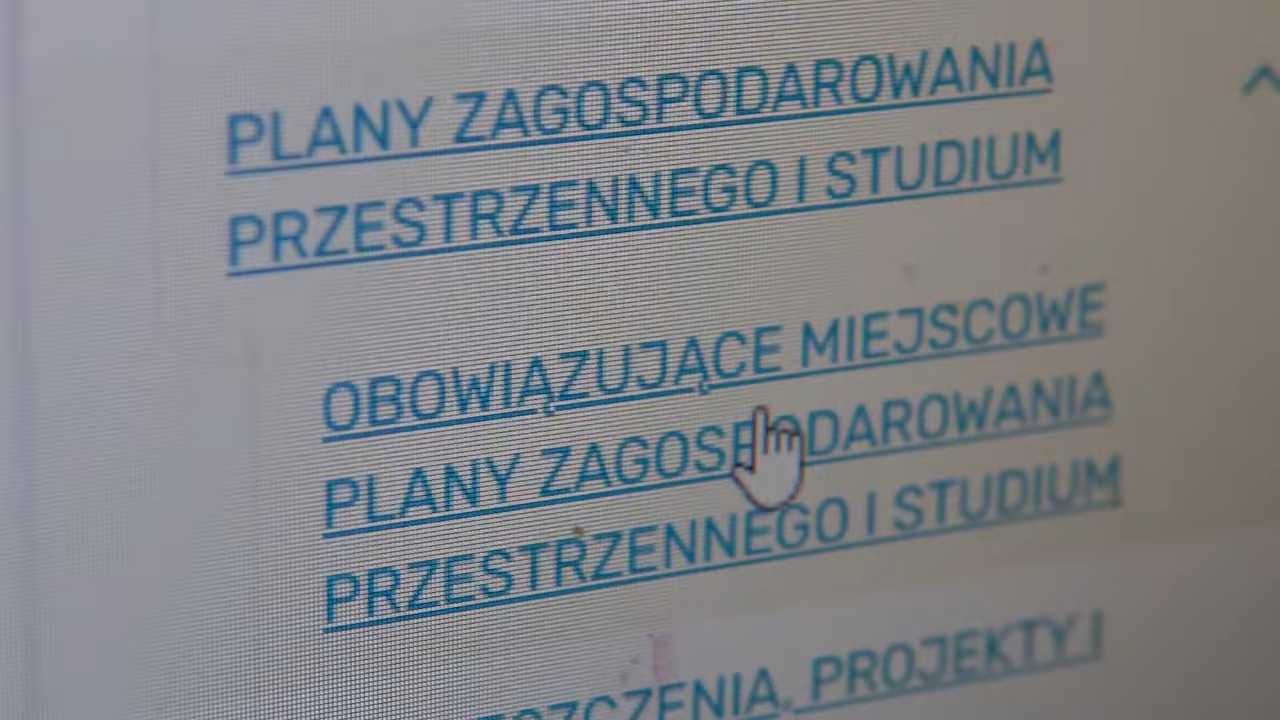 PLANY ZAGOSPODAROWANIA
PRZESTRZENNEGO I STUDIUM
OBOWIĄZUJĄCE MIEJSCOWE
PLANY ZAGOSPODAROWANIA
PRZESTRZENNEGO I STUDIUM
PROJEKTY I